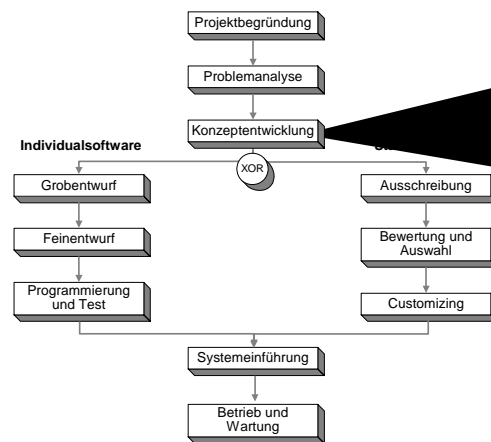 Projektbegründung
Problemanalyse
Konzeptentwicklung
Individualsoftware
XOR
Grobentwurf
Ausschreibung
Feinentwurf
Bewertung und
Auswahl
Programmierung
und Test
Customizing
Systemeinführung
Betrieb und
Wartung